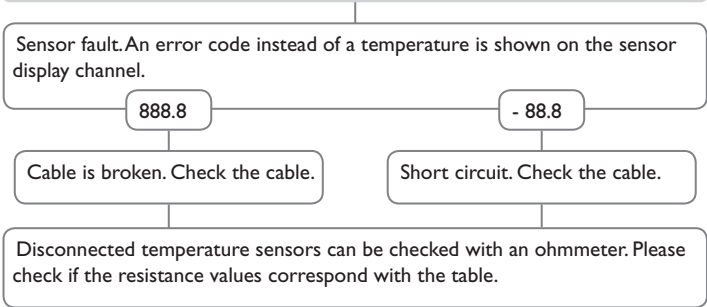 Sensor fault. An error code instead of a temperature is shown on the sensor
display channel.
888.8
- 88.8
Cable is broken. Check the cable.
Short circuit. Check the cable.
Disconnected temperature sensors can be checked with an ohmmeter. Please
check if the resistance values correspond with the table.